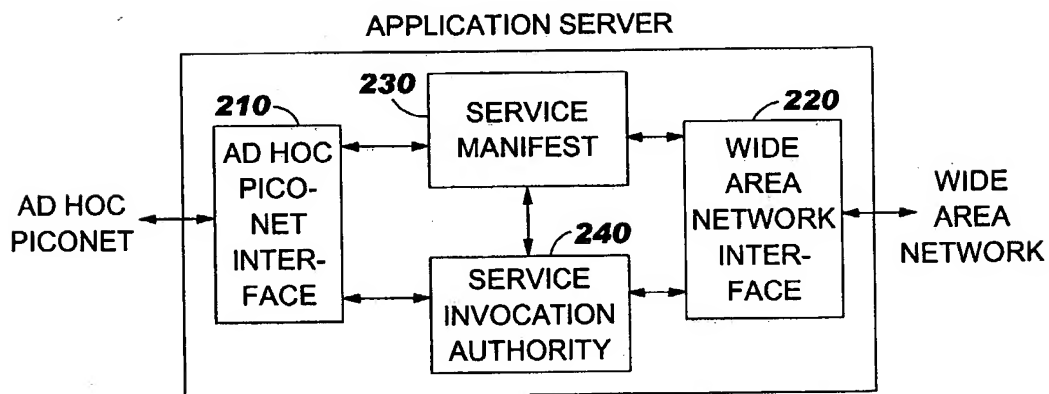 APPLICATION SERVER
230
SERVICE
MANIFEST
210
AD HOC
PICO-
NET
INTER-
FACE
220
WIDE
AREA
NETWORK
INTER-
FACE
AD HOC
PICONET
WIDE
AREA
NETWORK
240
SERVICE
INVOCATION
AUTHORITY